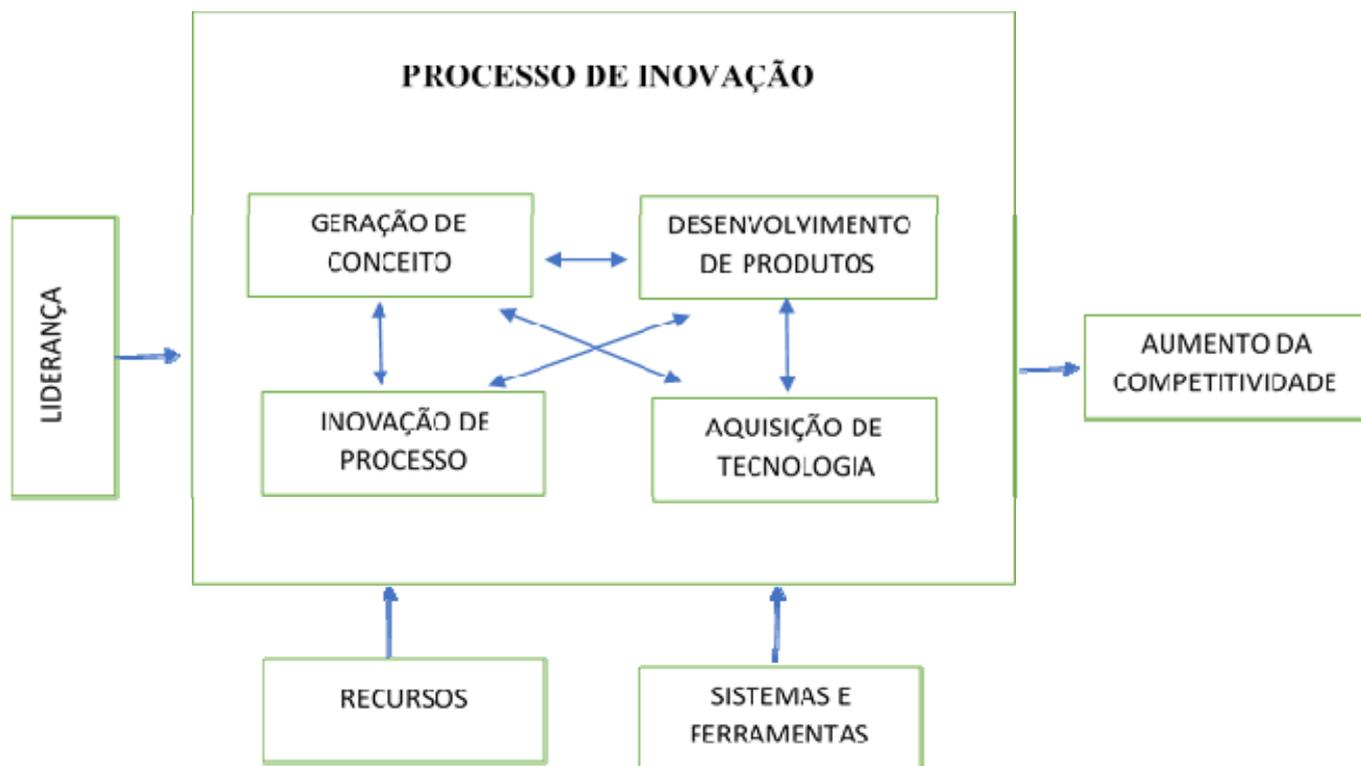 PROCESSO DE INOVAÇÃO
GERAÇÃO DE
CONCEITO
DESENVOLVIMENTO
DE PRODUTOS
LIDERANÇA
INOVAÇÃO DE
PROCESSO
AQUISIÇÃO DE
TECNOLOGIA
AUMENTO DA
COMPETITIVIDADE
RECURSOS
SISTEMAS E
FERRAMENTAS